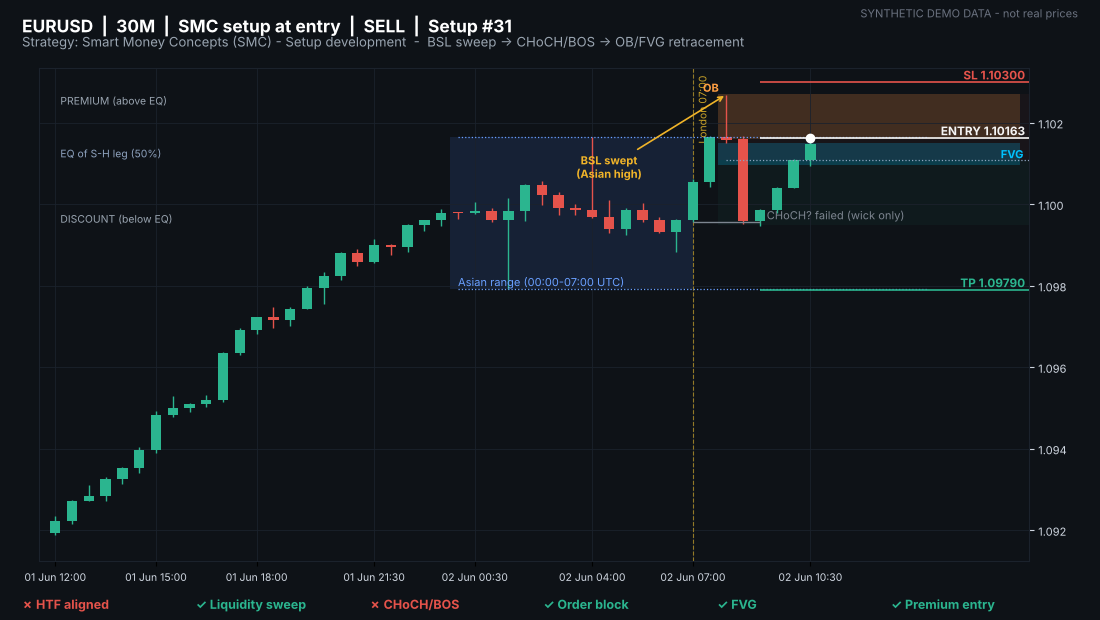 SYNTHETIC DEMO DATA - not real prices
EURUSD | 30M | SMC setup at entry | SELL | Setup #31
Strategy: Smart Money Concepts (SMC) - Setup development - BSL sweep → CHoCH/BOS → OB/FVG retracement
SL 1.10300
OB
London 07:00
PREMIUM (above EQ)
ENTRY 1.10163
1.102
EQ of S-H leg (50%)
BSL swept
(Asian high)
FVG
1.100
DISCOUNT (below EQ)
CHoCH? failed (wick only)
Asian range (00:00-07:00 UTC)
TP 1.09790
1.098
1.096
1.094
1.092
01 Jun 12:00 01 Jun 15:00 01 Jun 18:00 01 Jun 21:30 02 Jun 00:30 02 Jun 04:00 02 Jun 07:00 02 Jun 10:30
× HTF aligned ✓ Liquidity sweep × CHoCH/BOS ✓ Order block ✓ FVG ✓ Premium entry